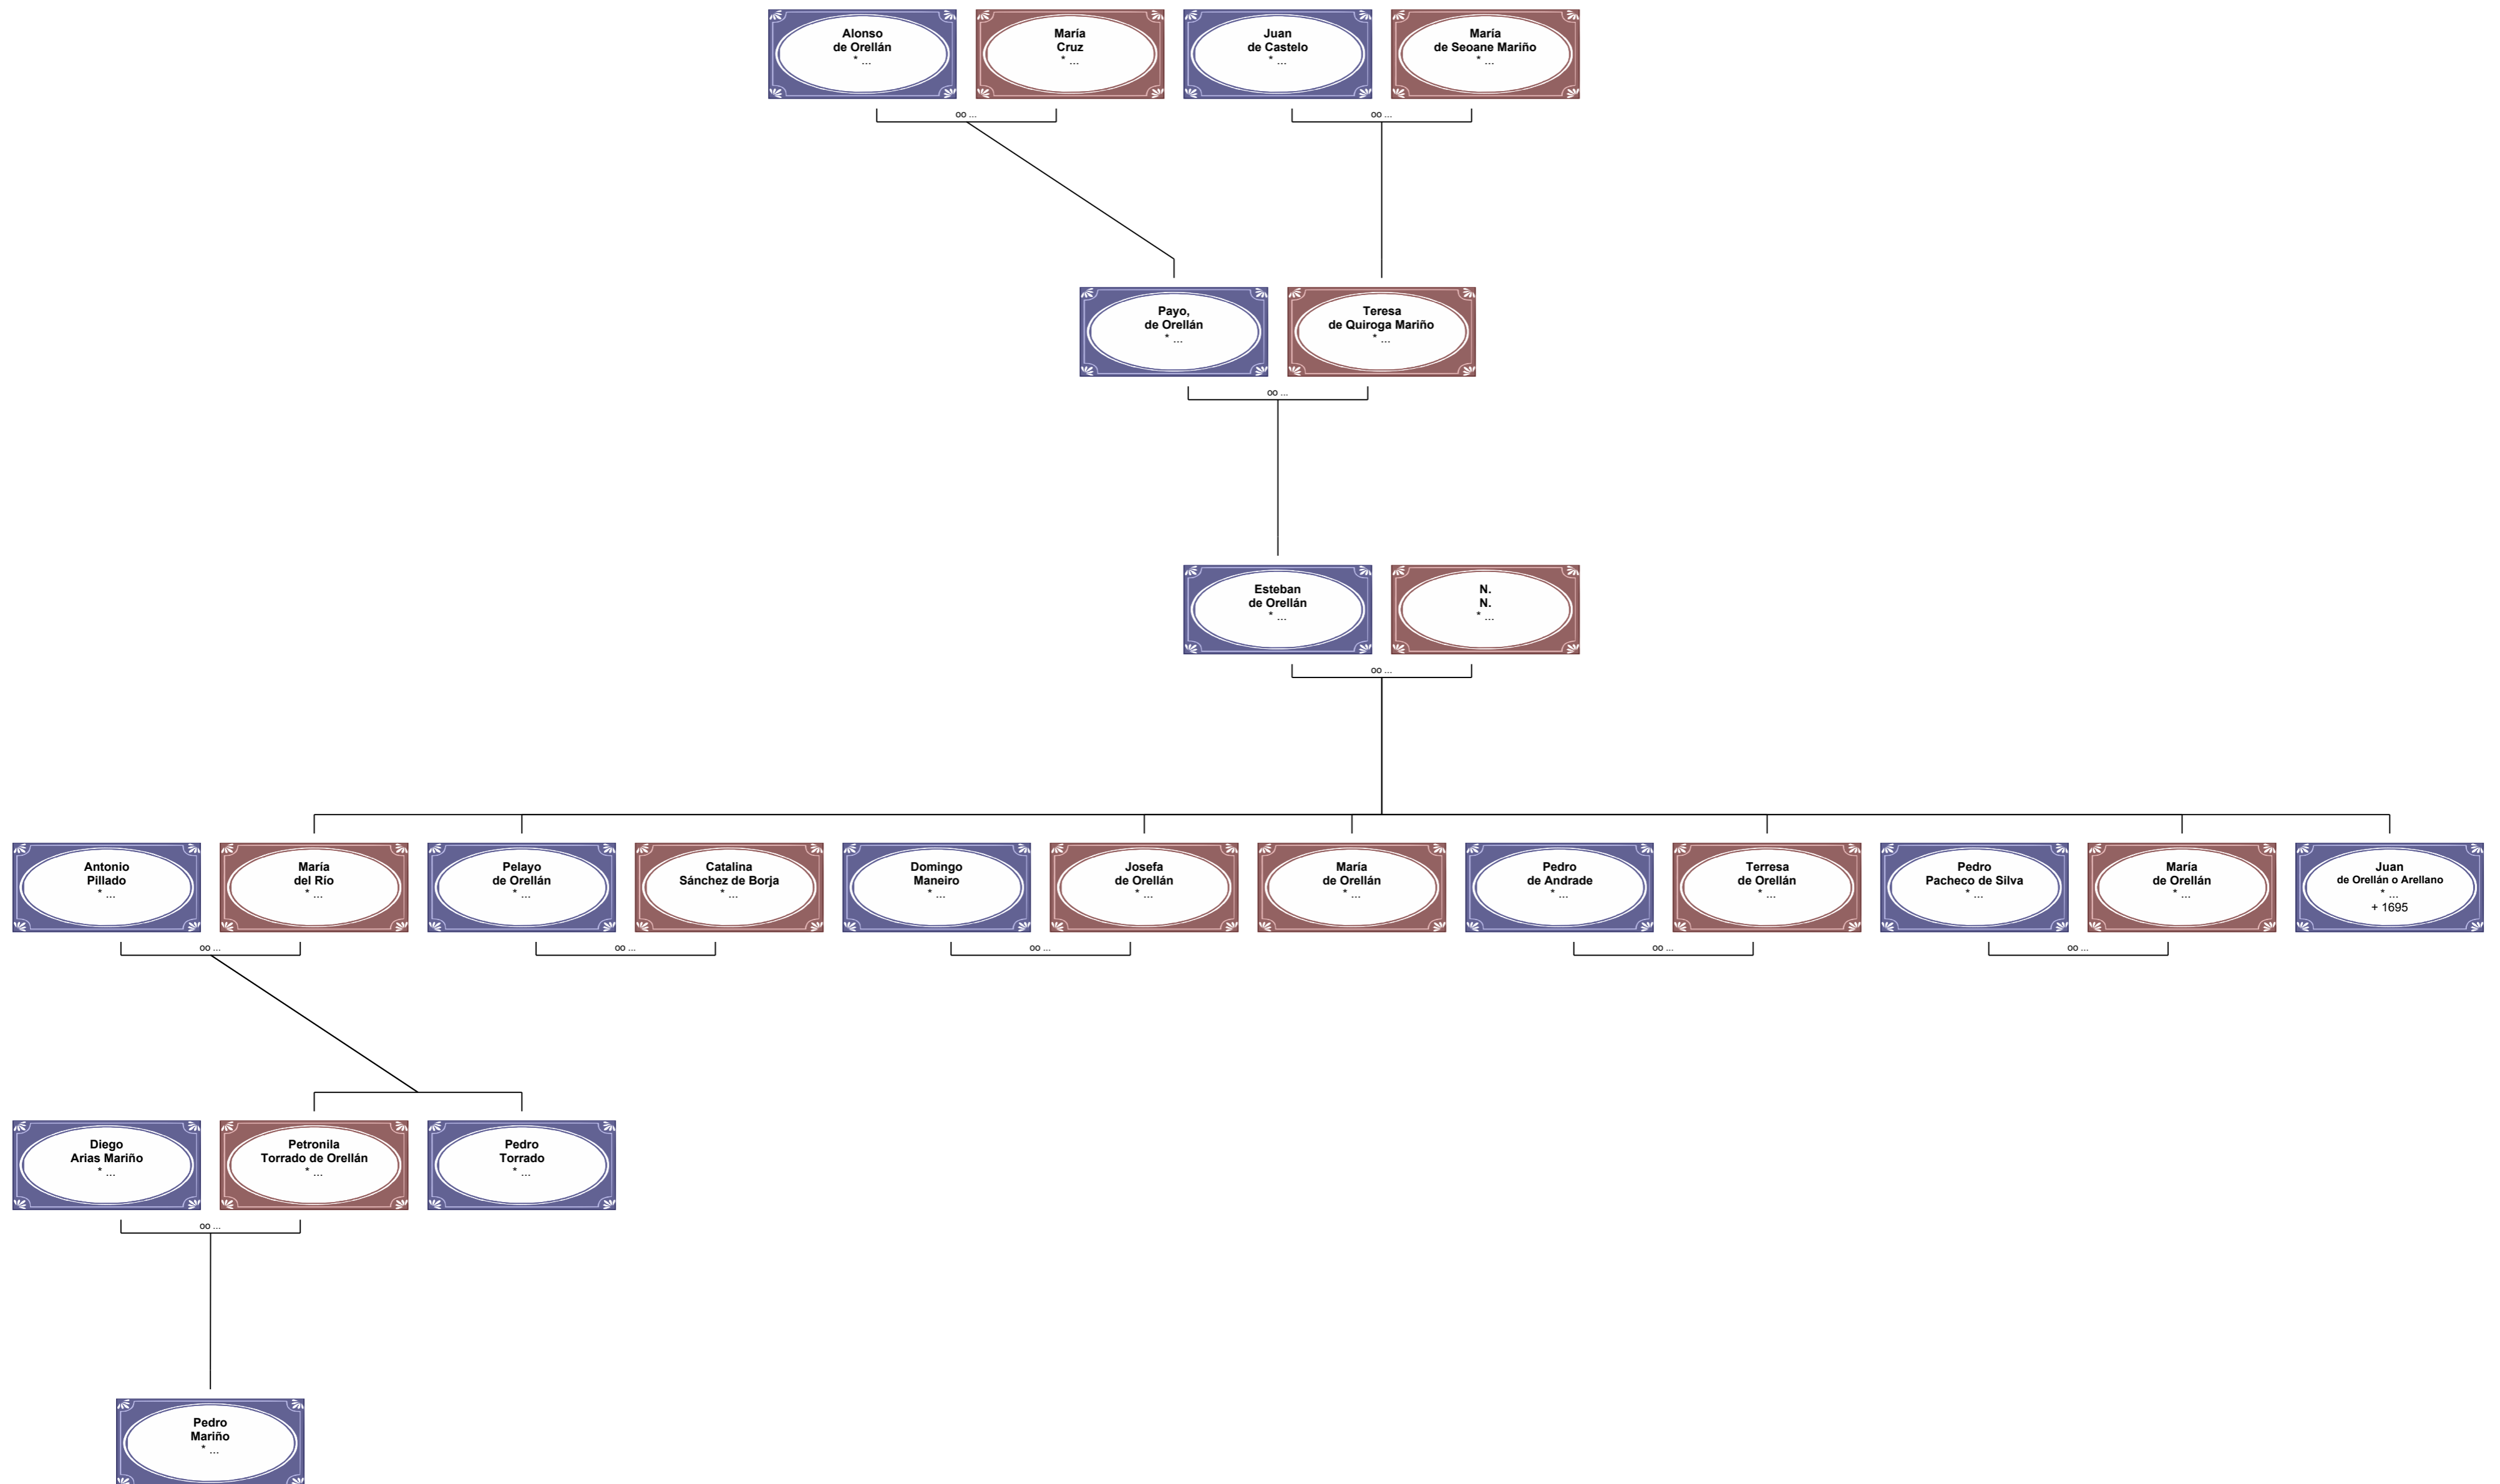 Alonso
de Orellán
* ...
María
Cruz
* ...
Juan
de Castelo
* ...
María
de Seoane Mariño
* ...
oo ...
oo ...
Payo,
de Orellán
* ...
Teresa
de Quiroga Mariño
* ...
oo ...
Esteban
de Orellán
* ...
N.
N.
* ...
oo ...
Antonio
Pillado
* ...
María
del Río
* ...
Pelayo
de Orellán
* ...
Catalina
Sánchez de Borja
* ...
Domingo
Maneiro
* ...
Josefa
de Orellán
* ...
María
de Orellán
* ...
Pedro
de Andrade
* ...
Terresa
de Orellán
* ...
Pedro
Pacheco de Silva
* ...
María
de Orellán
* ...
Juan
de Orellán o Arellano
* ...
+ 1695
oo ...
oo ...
oo ...
oo ...
oo ...
Diego
Arias Mariño
* ...
Petronila
Torrado de Orellán
* ...
Pedro
Torrado
* ...
oo ...
Pedro
Mariño
* ...